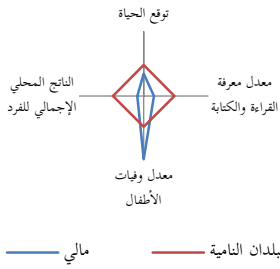 توقع الحياة
الناتج المحلي
الإجمالي للفرد
معدل معرفة
القراءة والكتابة
معدل وفيات
الأطفال
البلدان النامية
مالي